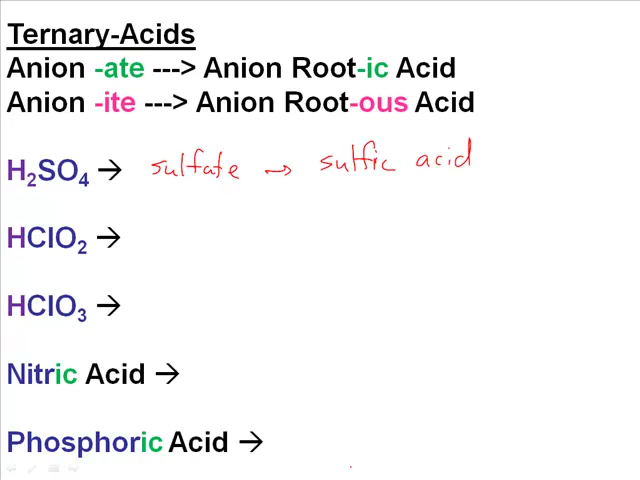 Ternary-Acids
Anion -ate ---> Anion Root-ic Acid
Anion -ite ---> Anion Root-ous Acid
H₂SO₄ → sulfate → sulfic acid
HClO₂ →
HClO₃ →
Nitric Acid →
Phosphoric Acid →